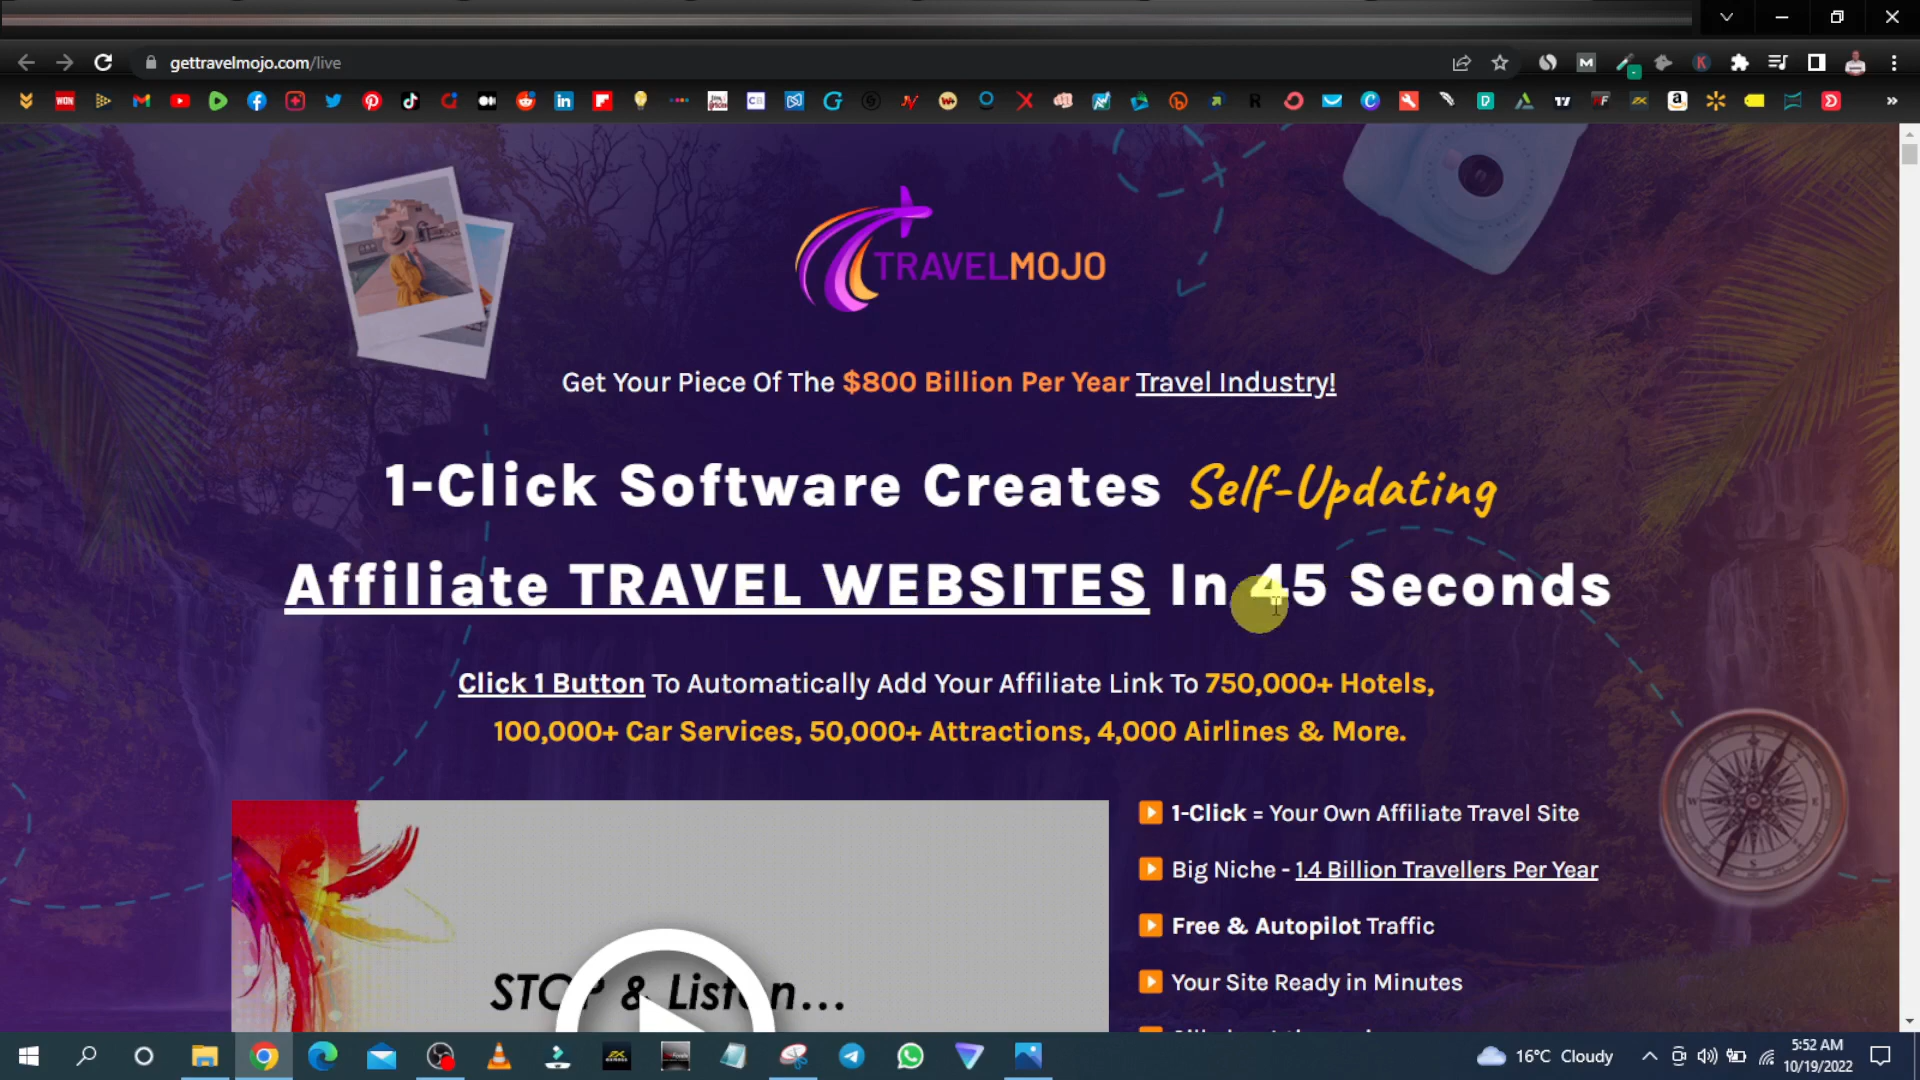 gettravelmojo.com/live
TRAVELMOJO
Get Your Piece Of The $800 Billion Per Year Travel Industry!
1-Click Software Creates Self-Updating
Affiliate TRAVEL WEBSITES In 45 Seconds
Click 1 Button To Automatically Add Your Affiliate Link To 750,000+ Hotels,
100,000+ Car Services, 50,000+ Attractions, 4,000 Airlines & More.
STOP & Listen...
1-Click = Your Own Affiliate Travel Site
Big Niche - 1.4 Billion Travellers Per Year
Free & Autopilot Traffic
Your Site Ready in Minutes
16°C Cloudy
5:52 AM
10/19/2022